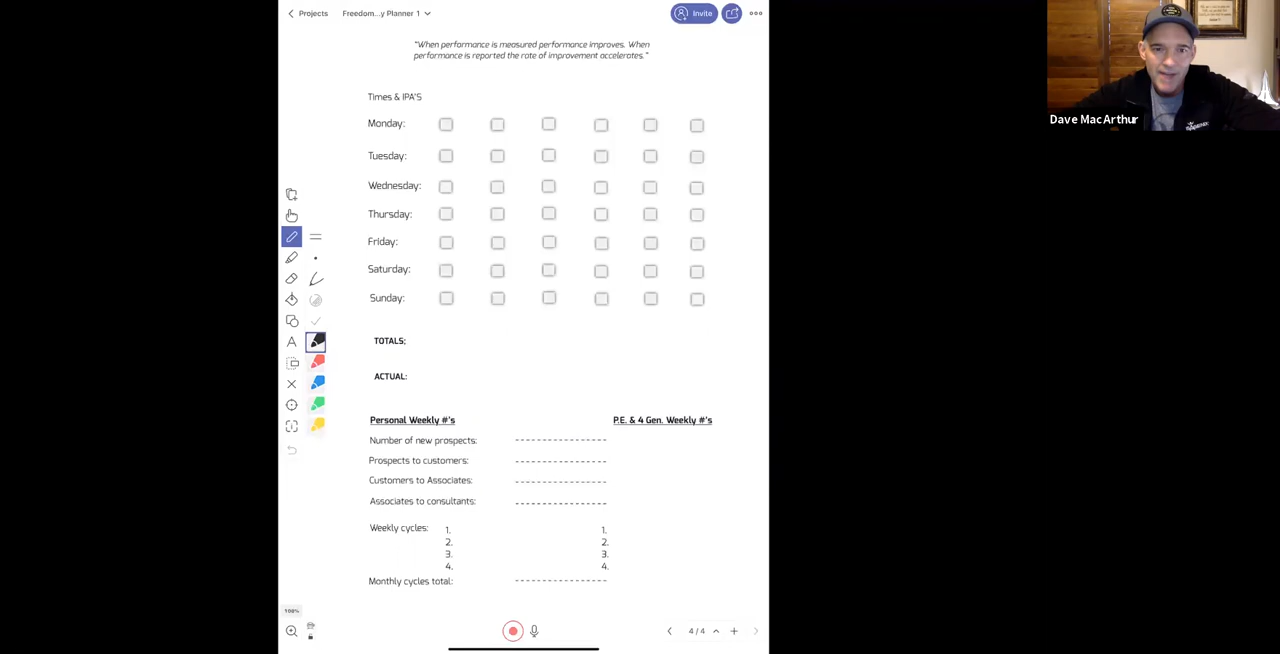 Projects
Freedom...y Planner 1
Invite
"When performance is measured performance improves. When
performance is reported the rate of improvement accelerates."
Dave MacArthur
Times & IPA'S
Monday:
Tuesday:
Wednesday:
Thursday:
Friday:
Saturday:
Sunday:
TOTALS;
ACTUAL:
Personal Weekly #'s
P.E. & 4 Gen. Weekly #'s
Number of new prospects:
Prospects to customers:
Customers to Associates:
Associates to consultants:
Weekly cycles:
1.
1.
2.
2.
3.
3.
4.
4.
Monthly cycles total:
100%
4 / 4